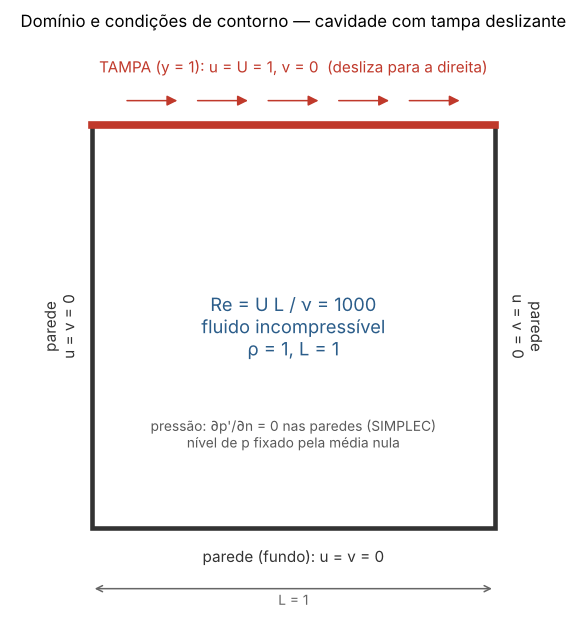 Domínio e condições de contorno — cavidade com tampa deslizante
TAMPA (y = 1): u = U = 1, v = 0  (desliza para a direita)
parede
u = v = 0
Re = U L / ν = 1000
fluido incompressível
ρ = 1, L = 1
parede
u = v = 0
pressão: ∂p'/∂n = 0 nas paredes (SIMPLEC)
nível de p fixado pela média nula
parede (fundo): u = v = 0
L = 1